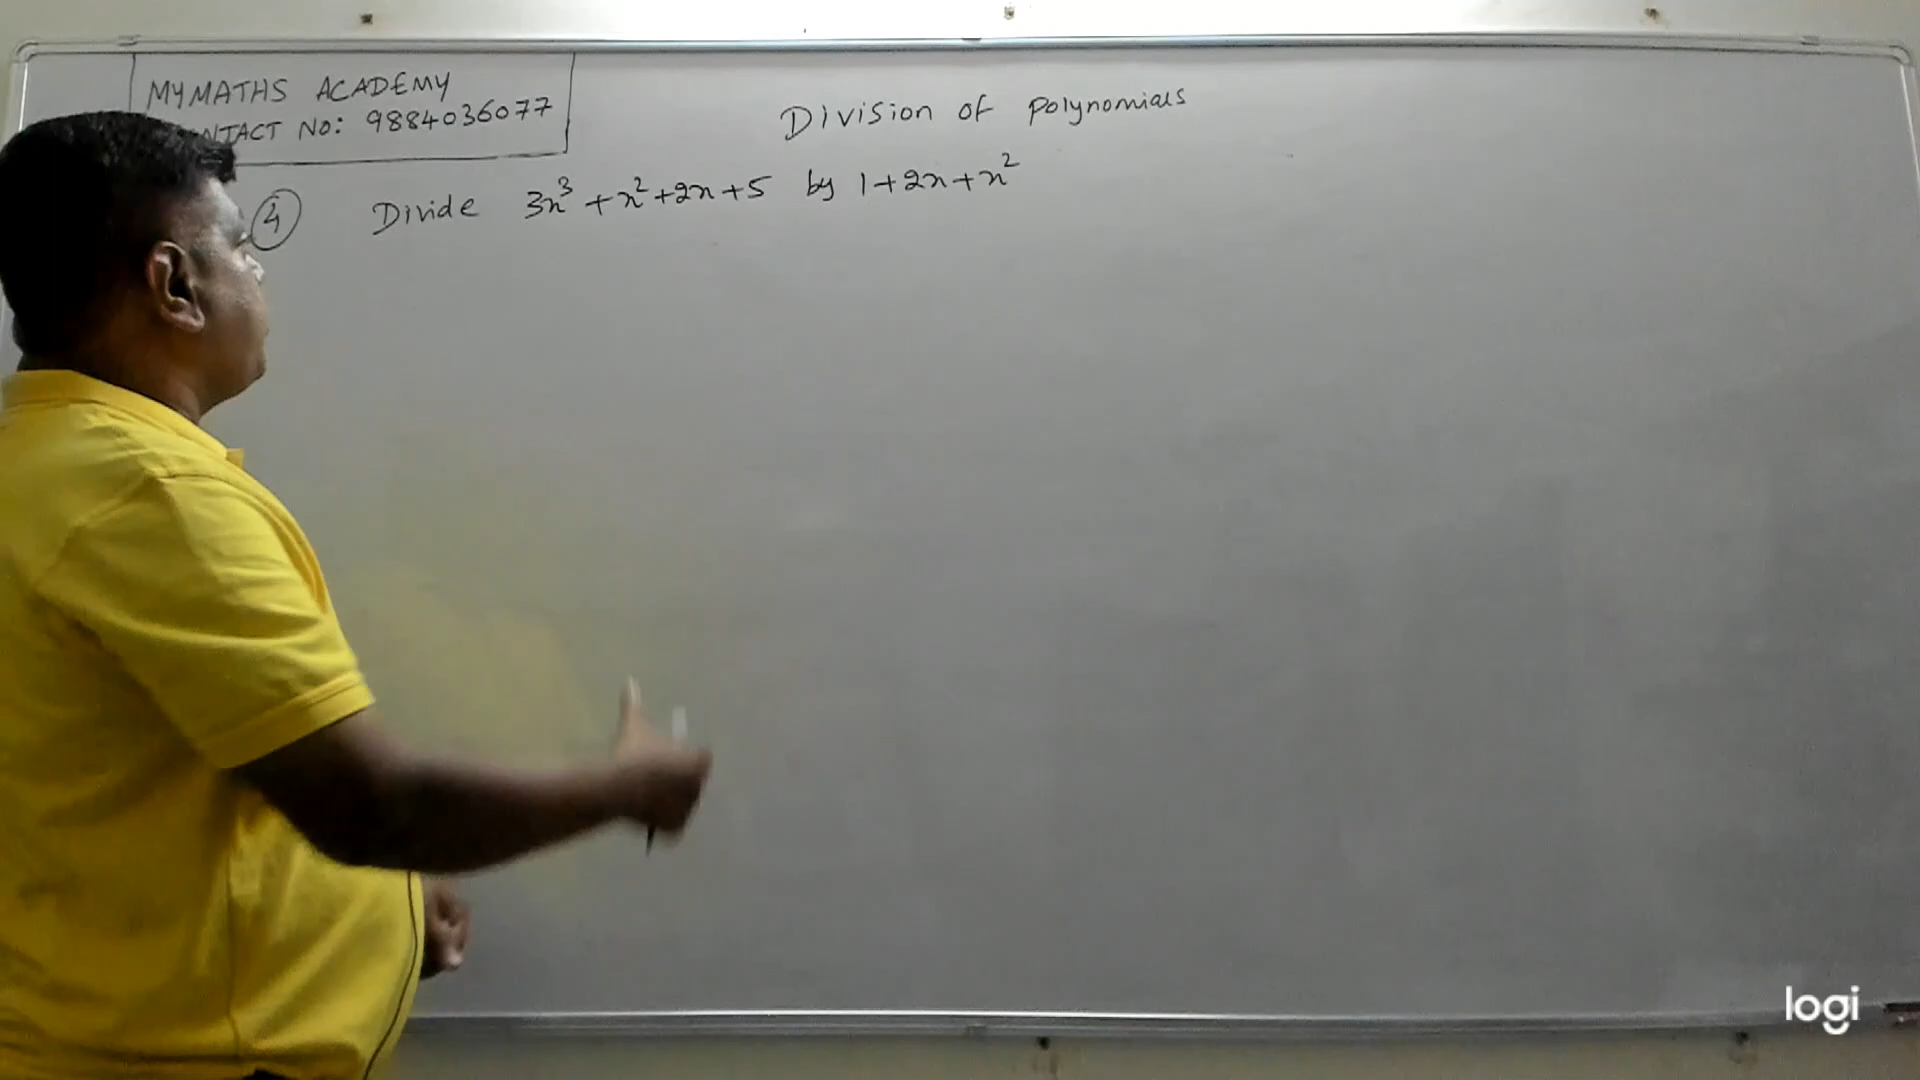 MYMATHS ACADEMY
NTACT NO: 9884036077
Division of polynomials
4 Divide 3x³ + x² + 2x + 5 by 1 + 2x + x²
logi